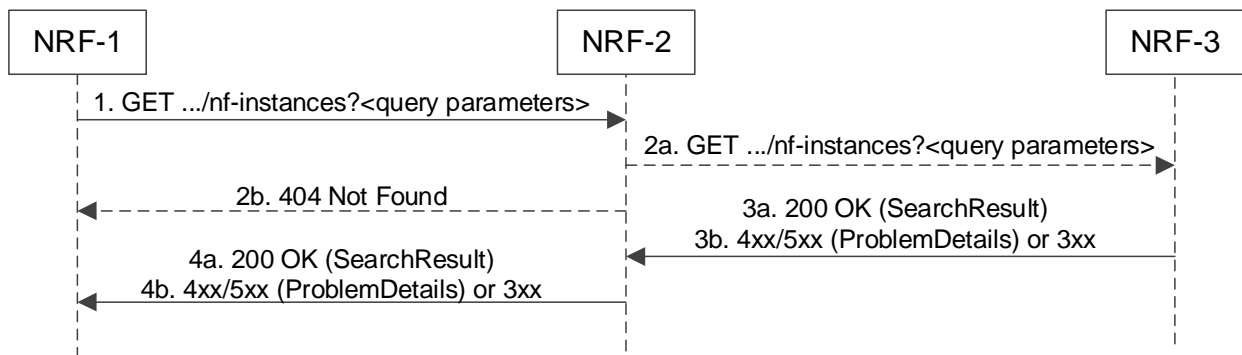 NRF-1
NRF-2
NRF-3
1. GET .../nf-instances?<query parameters>
2a. GET .../nf-instances?<query parameters>
2b. 404 Not Found
3a. 200 OK (SearchResult)
3b. 4xx/5xx (ProblemDetails) or 3xx
4a. 200 OK (SearchResult)
4b. 4xx/5xx (ProblemDetails) or 3xx